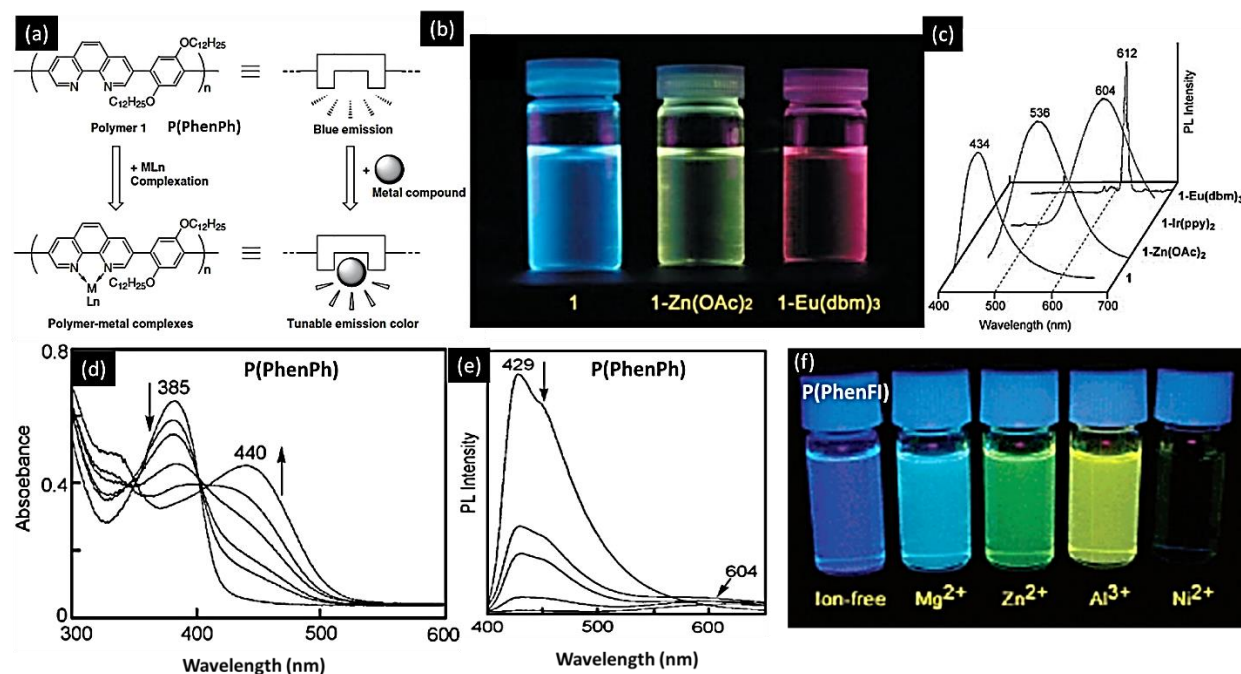 (a)
OC₁₂H₂₅
N
N
n
C₁₂H₂₅O
Polymer 1 P(PhenPh)
≡
Blue emission
+ MLn
Complexation
+
Metal compound
OC₁₂H₂₅
N
N
n
C₁₂H₂₅O
M
Ln
Polymer-metal complexes
≡
Tunable emission color
(b)
1
1-Zn(OAc)₂
1-Eu(dbm)₃
(c)
612
604
536
434
PL Intensity
1-Eu(dbm)₃
1-Ir(ppy)₂
1-Zn(OAc)₂
1
400 500 600 700
Wavelength (nm)
(d)
P(PhenPh)
0.8
385
440
0.4
Absoebance
0
300 400 500 600
Wavelength (nm)
(e)
429
P(PhenPh)
PL Intensity
604
400 500 600
Wavelength (nm)
(f)
P(PhenFl)
Ion-free
Mg²⁺
Zn²⁺
Al³⁺
Ni²⁺